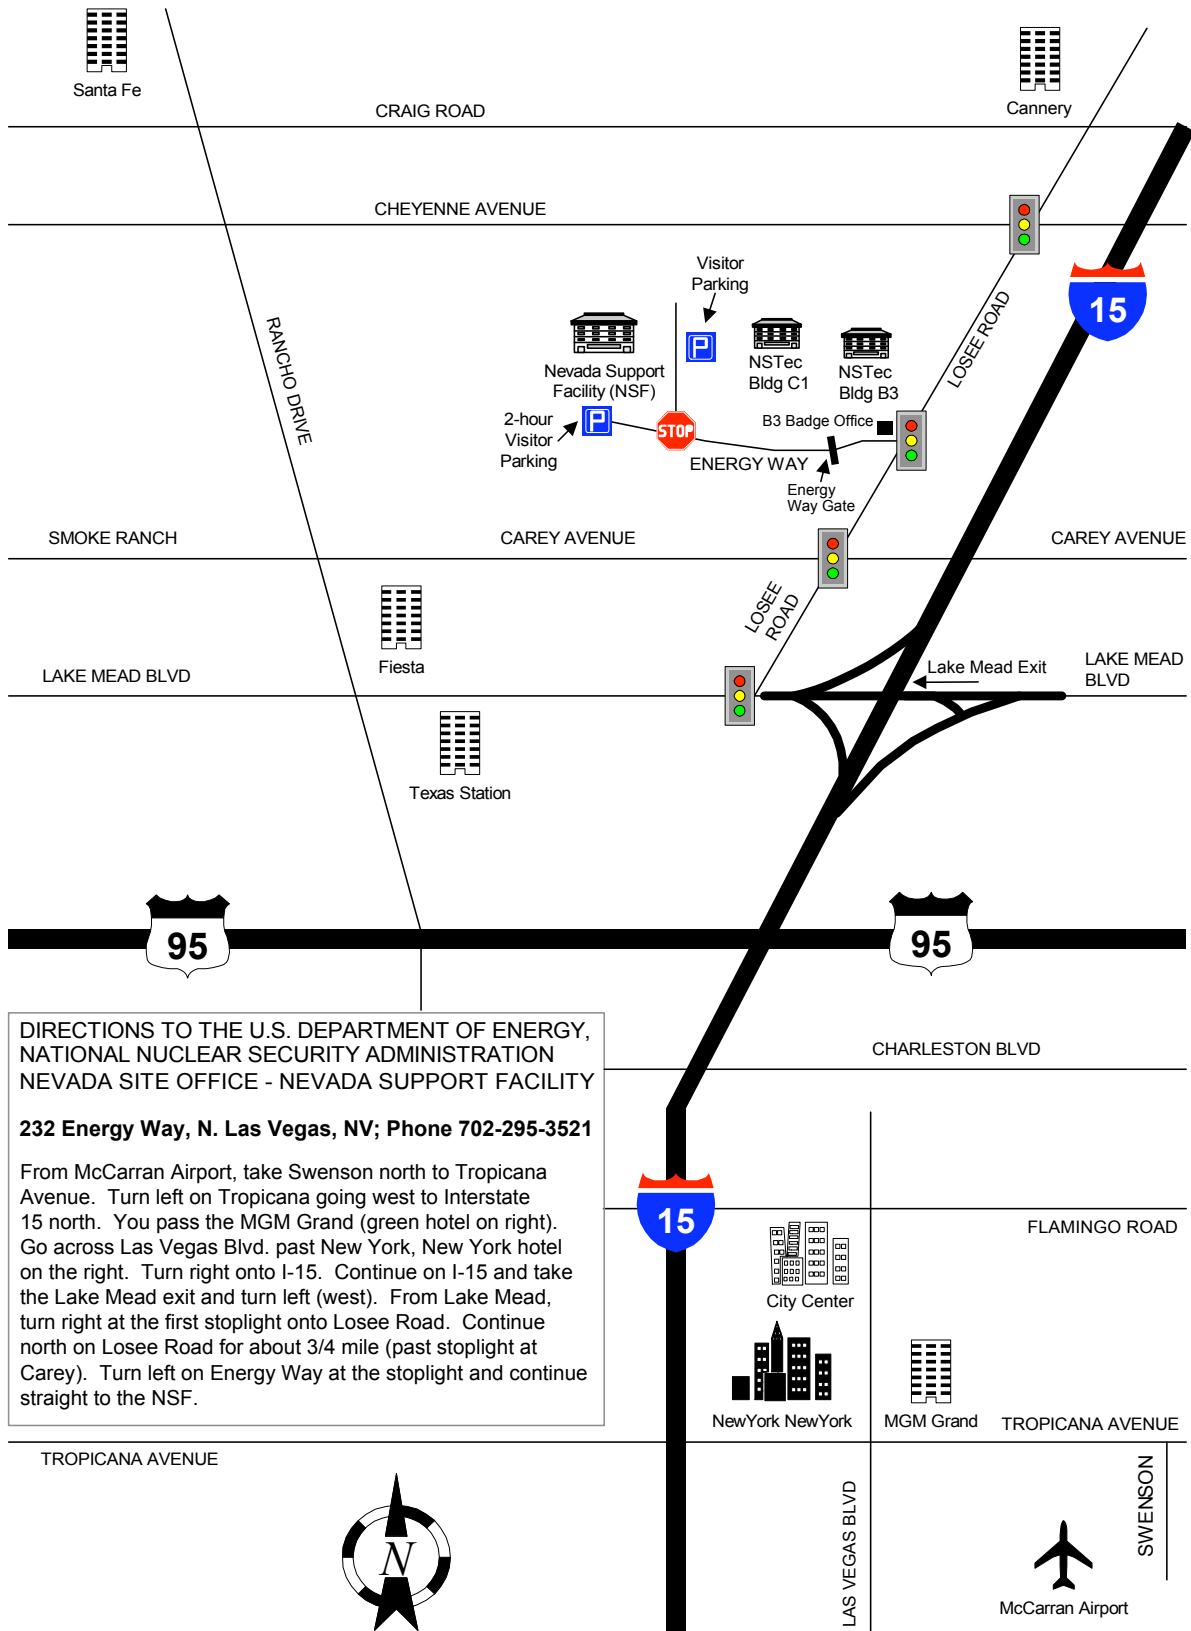 Santa Fe
Cannery
CRAIG ROAD
CHEYENNE AVENUE
Visitor
Parking
15
LOSEE ROAD
RANCHO DRIVE
P
Nevada Support
Facility (NSF)
NSTec
Bldg C1
NSTec
Bldg B3
2-hour
Visitor
Parking
P
STOP
B3 Badge Office
ENERGY WAY
Energy
Way Gate
SMOKE RANCH
CAREY AVENUE
CAREY AVENUE
LOSEE
ROAD
Fiesta
Lake Mead Exit
LAKE MEAD
BLVD
LAKE MEAD BLVD
Texas Station
95
95
DIRECTIONS TO THE U.S. DEPARTMENT OF ENERGY,
NATIONAL NUCLEAR SECURITY ADMINISTRATION
NEVADA SITE OFFICE - NEVADA SUPPORT FACILITY
232 Energy Way, N. Las Vegas, NV; Phone 702-295-3521
From McCarran Airport, take Swenson north to Tropicana
Avenue. Turn left on Tropicana going west to Interstate
15 north. You pass the MGM Grand (green hotel on right).
Go across Las Vegas Blvd. past New York, New York hotel
on the right. Turn right onto I-15. Continue on I-15 and take
the Lake Mead exit and turn left (west). From Lake Mead,
turn right at the first stoplight onto Losee Road. Continue
north on Losee Road for about 3/4 mile (past stoplight at
Carey). Turn left on Energy Way at the stoplight and continue
straight to the NSF.
CHARLESTON BLVD
15
FLAMINGO ROAD
City Center
NewYork NewYork
MGM Grand
TROPICANA AVENUE
TROPICANA AVENUE
N
LAS VEGAS BLVD
SWENSON
McCarran Airport